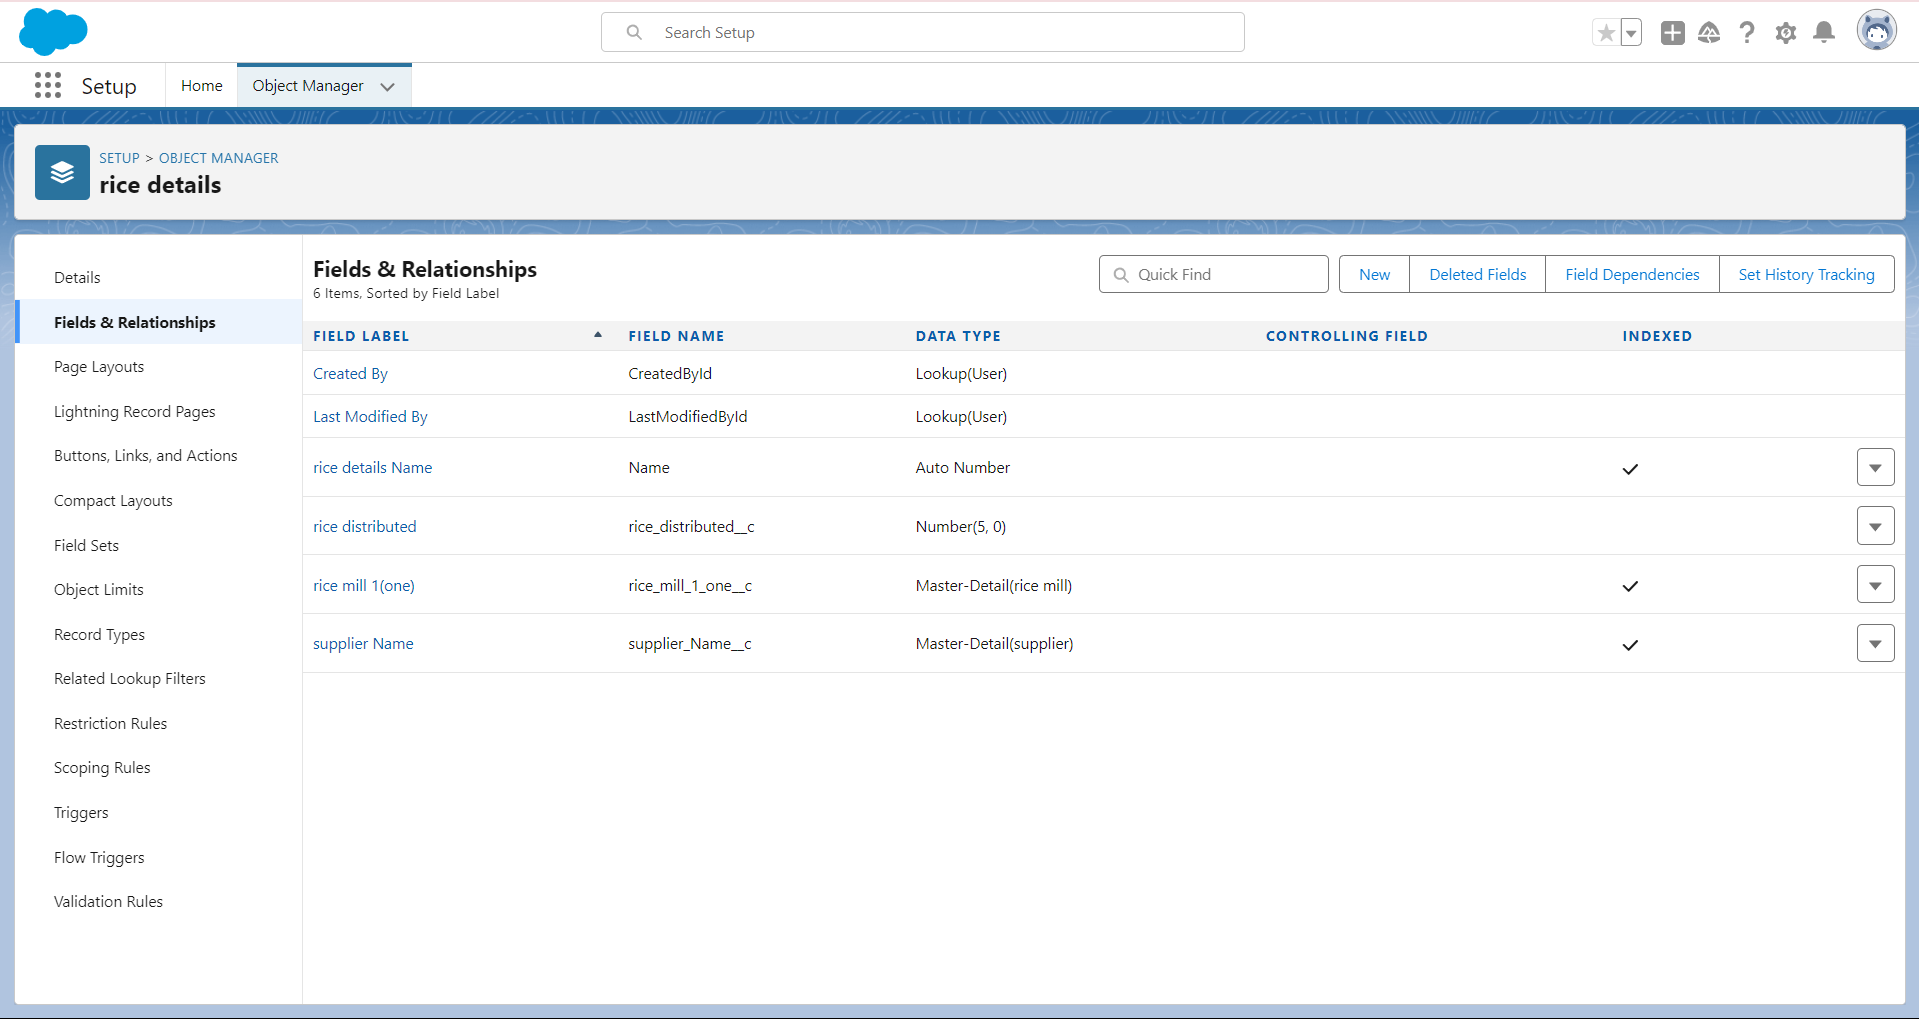 Search Setup
Setup
Home
Object Manager
SETUP > OBJECT MANAGER
rice details
Details
Fields & Relationships
Page Layouts
Lightning Record Pages
Buttons, Links, and Actions
Compact Layouts
Field Sets
Object Limits
Record Types
Related Lookup Filters
Restriction Rules
Scoping Rules
Triggers
Flow Triggers
Validation Rules
Fields & Relationships
6 Items, Sorted by Field Label
Quick Find
New
Deleted Fields
Field Dependencies
Set History Tracking
FIELD LABEL FIELD NAME DATA TYPE CONTROLLING FIELD INDEXED
Created By CreatedById Lookup(User)
Last Modified By LastModifiedById Lookup(User)
rice details Name Name Auto Number
rice distributed rice_distributed__c Number(5, 0)
rice mill 1(one) rice_mill_1_one__c Master-Detail(rice mill)
supplier Name supplier_Name__c Master-Detail(supplier)